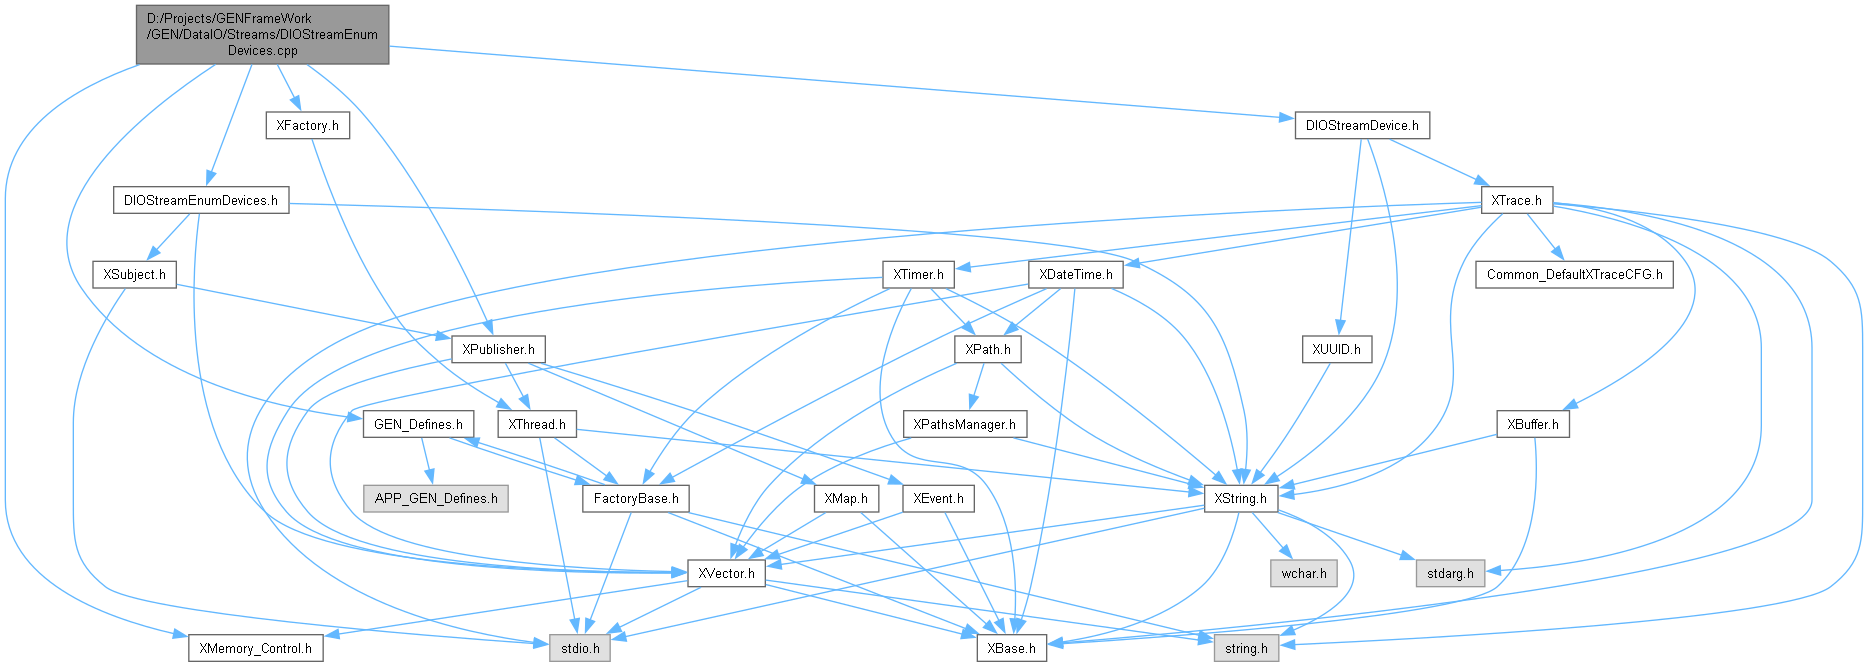 D:/Projects/GENFrameWork
/GEN/DataIO/Streams/DIOStreamEnum
Devices.cpp
XFactory.h
DIOStreamDevice.h
DIOStreamEnumDevices.h
XTrace.h
XSubject.h
XTimer.h
XDateTime.h
Common_DefaultXTraceCFG.h
XPublisher.h
XPath.h
XUUID.h
GEN_Defines.h
XThread.h
XPathsManager.h
XBuffer.h
APP_GEN_Defines.h
FactoryBase.h
XMap.h
XEvent.h
XString.h
XVector.h
wchar.h
stdarg.h
XMemory_Control.h
stdio.h
XBase.h
string.h